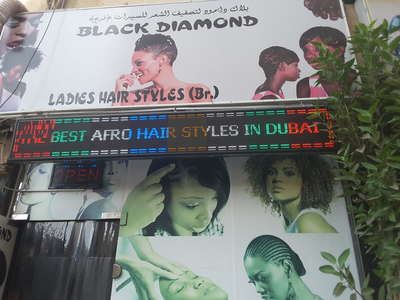 بلاك دايموند لتصفيف الشعر للسيدات
BLACK DIAMOND
LADIES HAIR STYLES (Br.)
BEST AFRO HAIR STYLES IN DUBAI
OPEN